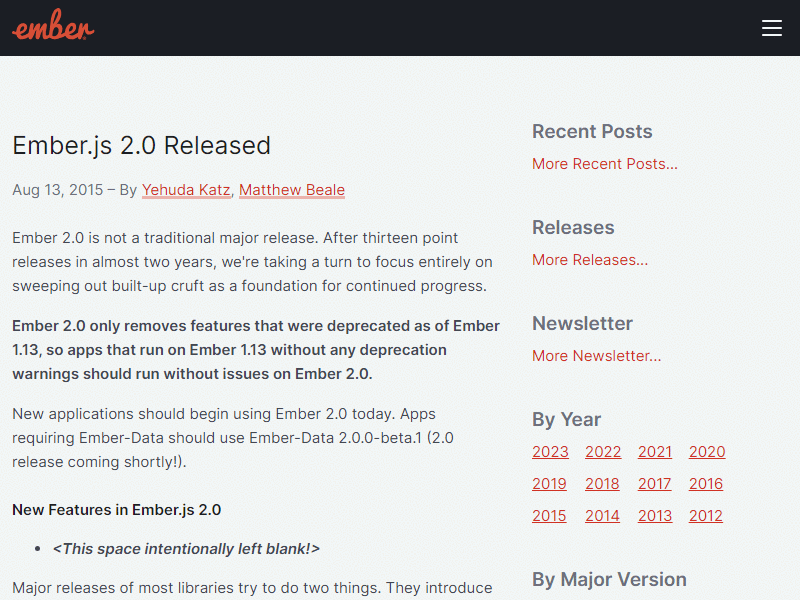 ember
Ember.js 2.0 Released
Aug 13, 2015 – By Yehuda Katz, Matthew Beale
Ember 2.0 is not a traditional major release. After thirteen point
releases in almost two years, we're taking a turn to focus entirely on
sweeping out built-up cruft as a foundation for continued progress.
Ember 2.0 only removes features that were deprecated as of Ember
1.13, so apps that run on Ember 1.13 without any deprecation
warnings should run without issues on Ember 2.0.
New applications should begin using Ember 2.0 today. Apps
requiring Ember-Data should use Ember-Data 2.0.0-beta.1 (2.0
release coming shortly!).
New Features in Ember.js 2.0
• <This space intentionally left blank!>
Major releases of most libraries try to do two things. They introduce
Recent Posts
More Recent Posts...
Releases
More Releases...
Newsletter
More Newsletter...
By Year
2023 2022 2021 2020
2019 2018 2017 2016
2015 2014 2013 2012
By Major Version